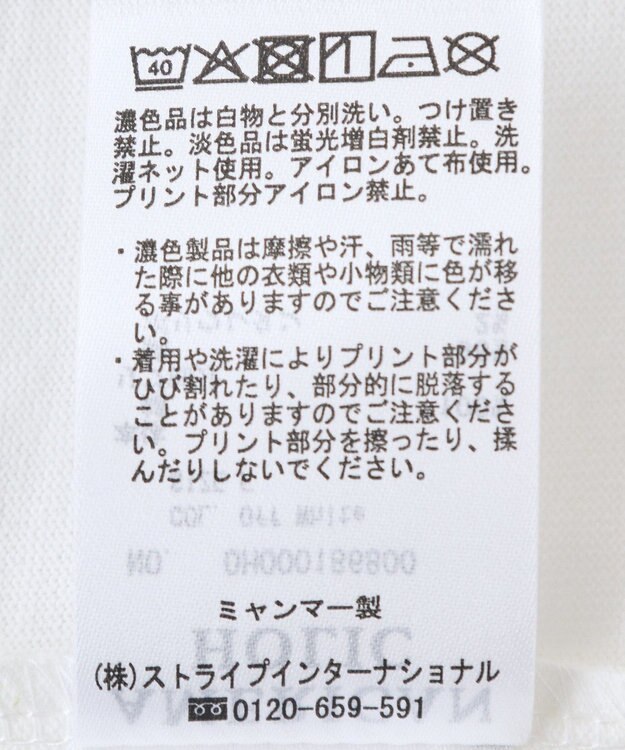 40
濃色品は白物と分別洗い。つけ置き
禁止。淡色品は蛍光増白剤禁止。洗
濯ネット使用。アイロンあて布使用。
プリント部分アイロン禁止。
・濃色製品は摩擦や汗、雨等で濡れ
た際に他の衣類や小物類に色が移
る事がありますのでご注意くださ
い。
・着用や洗濯によりプリント部分が
ひび割れたり、部分的に脱落する
ことがありますのでご注意くださ
い。プリント部分を擦ったり、揉
んだりしないでください。
COL. Off White
NO. OH000186800
ミャンマー製
AMERICAN
HOLIC
(株)ストライプインターナショナル
0120-659-591